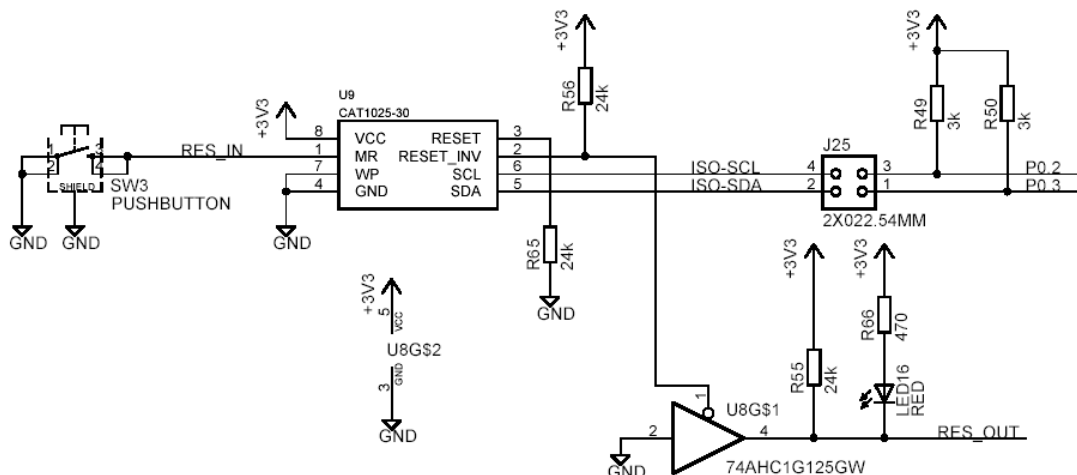 +3V3
+3V3
R56
24k
R49
3k
R50
3k
U9
CAT1025-30
+3V3
8 VCC RESET 3
1 MR RESET_INV 2
7 WP SCL 6
4 GND SDA 5
RES_IN
1 3
2 4
SHIELD
SW3
PUSHBUTTON
GND GND GND
J25
ISO-SCL 4 3 P0.2
ISO-SDA 2 1 P0.3
2X022.54MM
R65
24k
GND
+3V3
5 VCC
U8G$2
3 GND
GND
+3V3
+3V3
R66
470
R55
24k
LED16
RED
1 U8G$1
2 4 RES_OUT
GND
74AHC1G125GW